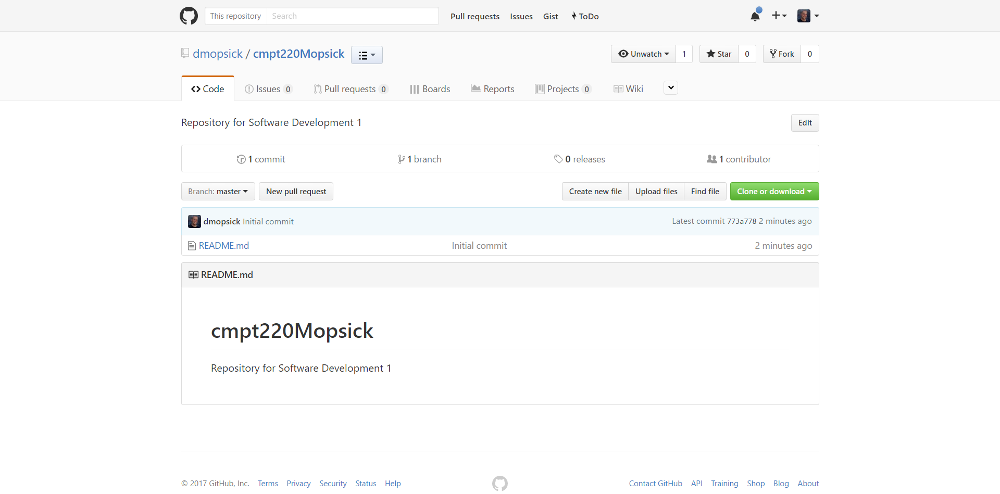 This repository Search Pull requests Issues Gist ToDo
dmopsick / cmpt220Mopsick Unwatch 1 Star 0 Fork 0
Code Issues 0 Pull requests 0 Boards Reports Projects 0 Wiki
Repository for Software Development 1 Edit
1 commit 1 branch 0 releases 1 contributor
Branch: master New pull request Create new file Upload files Find file Clone or download
dmopsick Initial commit Latest commit 773a778 2 minutes ago
README.md Initial commit 2 minutes ago
README.md
cmpt220Mopsick
Repository for Software Development 1
© 2017 GitHub, Inc. Terms Privacy Security Status Help Contact GitHub API Training Shop Blog About